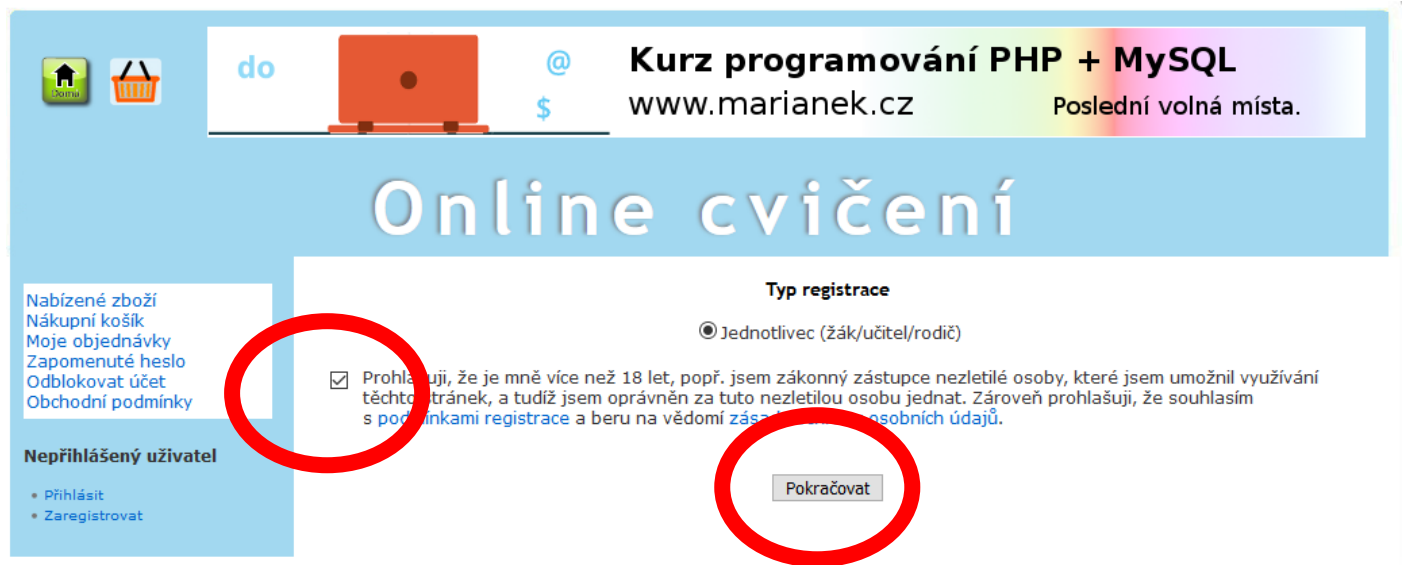 Domů
do
@
$
Kurz programování PHP + MySQL
www.marianek.cz
Poslední volná místa.
Online cvičení
Nabízené zboží
Nákupní košík
Moje objednávky
Zapomenuté heslo
Odblokovat účet
Obchodní podmínky
Nepřihlášený uživatel
Přihlásit
Zaregistrovat
Typ registrace
Jednotlivec (žák/učitel/rodič)
Prohlašuji, že je mně více než 18 let, popř. jsem zákonný zástupce nezletilé osoby, které jsem umožnil využívání
těchto stránek, a tudíž jsem oprávněn za tuto nezletilou osobu jednat. Zároveň prohlašuji, že souhlasím
s podmínkami registrace a beru na vědomí osobních údajů.
Pokračovat